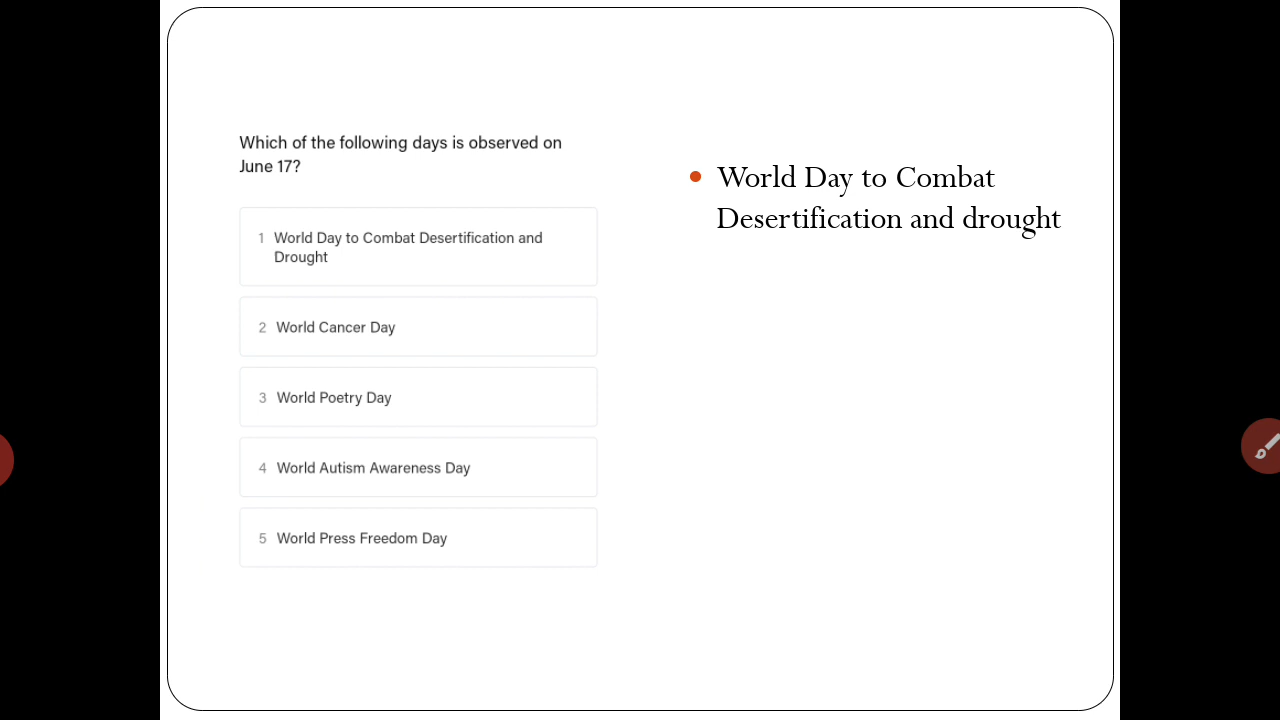 Which of the following days is observed on
June 17?
1 World Day to Combat Desertification and
Drought
2 World Cancer Day
3 World Poetry Day
4 World Autism Awareness Day
5 World Press Freedom Day
World Day to Combat
Desertification and drought